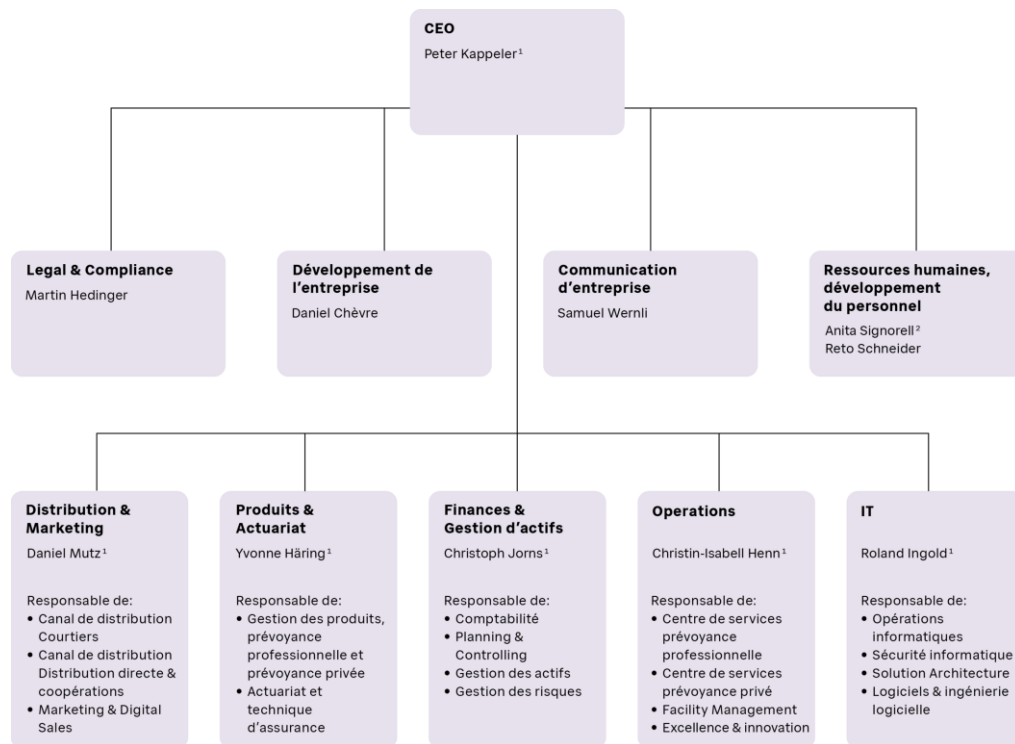 CEO
Peter Kappeler¹
Legal & Compliance
Martin Hedinger
Développement de
l’entreprise
Daniel Chèvre
Communication
d’entreprise
Samuel Wernli
Ressources humaines,
développement
du personnel
Anita Signorell²
Reto Schneider
Distribution &
Marketing
Daniel Mutz¹
Responsable de:
• Canal de distribution
Courtiers
• Canal de distribution
Distribution directe &
coopérations
• Marketing & Digital
Sales
Produits &
Actuariat
Yvonne Häring¹
Responsable de:
• Gestion des produits,
prévoyance
professionnelle et
prévoyance privée
• Actuariat et
technique
d’assurance
Finances &
Gestion d’actifs
Christoph Jorns¹
Responsable de:
• Comptabilité
• Planning &
Controlling
• Gestion des actifs
• Gestion des risques
Operations
Christin-Isabell Henn¹
Responsable de:
• Centre de services
prévoyance
professionnelle
• Centre de services
prévoyance privé
• Facility Management
• Excellence & innovation
IT
Roland Ingold¹
Responsable de:
• Opérations
informatiques
• Sécurité informatique
• Solution Architecture
• Logiciels & ingénierie
logicielle